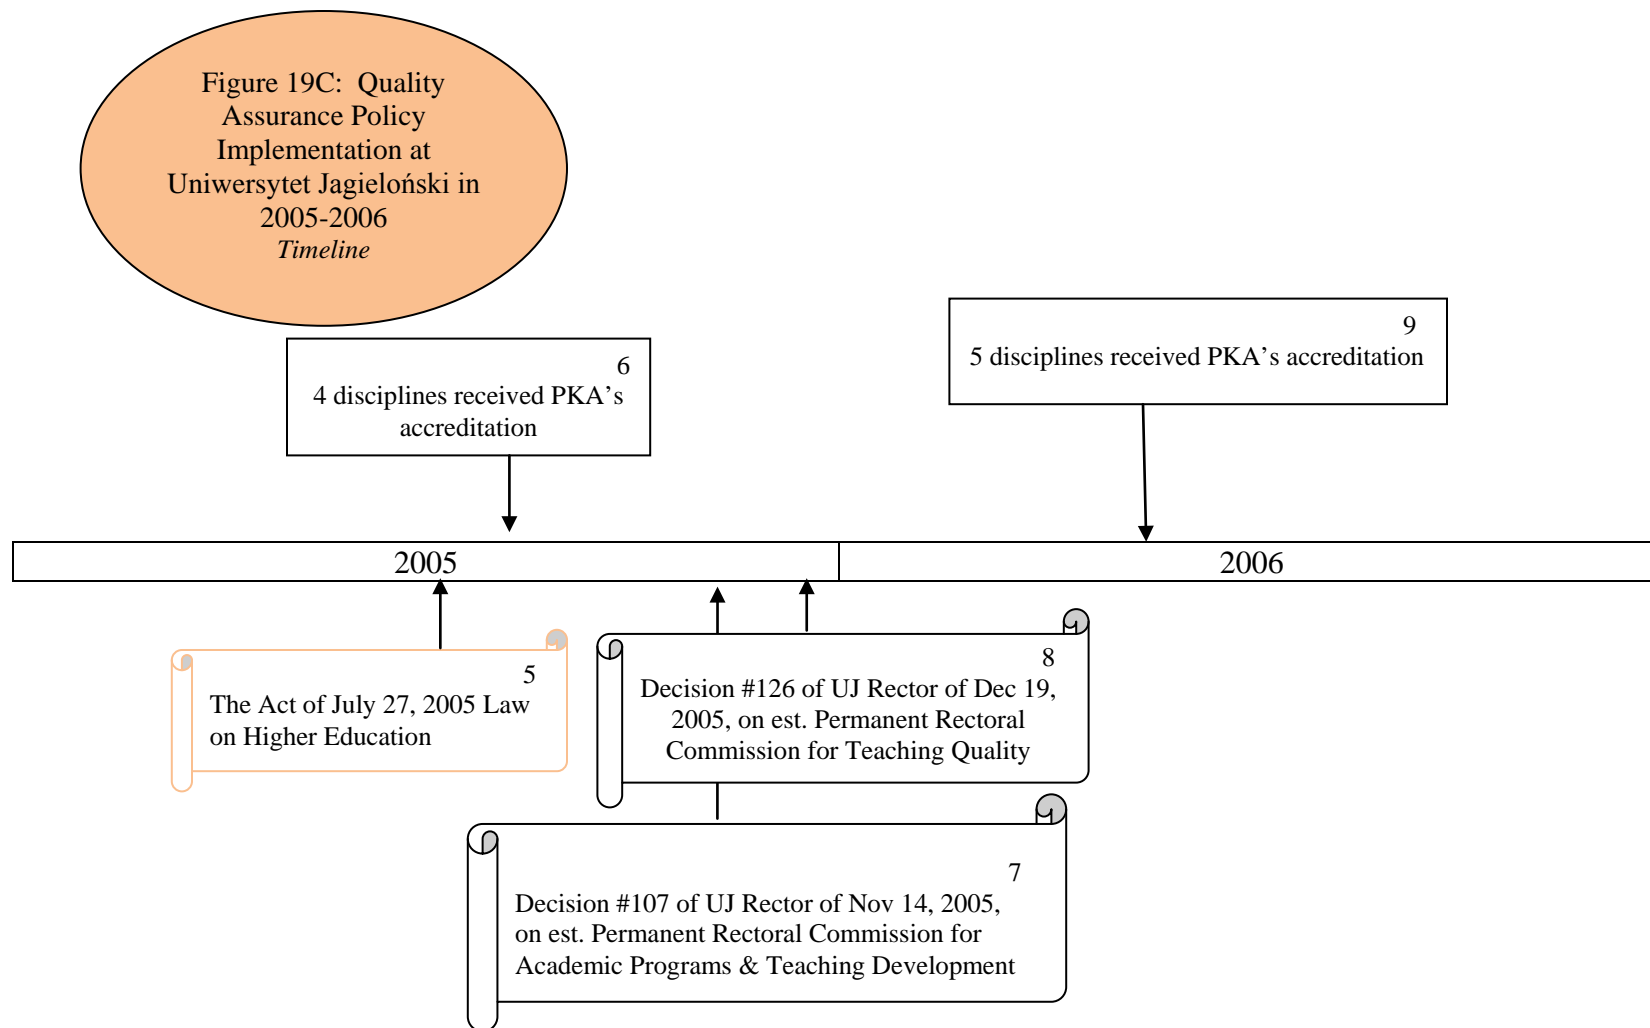 Figure 19C: Quality
Assurance Policy
Implementation at
Uniwersytet Jagieloński in
2005-2006
Timeline
6
4 disciplines received PKA’s
accreditation
9
5 disciplines received PKA’s accreditation
2005
2006
5
The Act of July 27, 2005 Law
on Higher Education
8
Decision #126 of UJ Rector of Dec 19,
2005, on est. Permanent Rectoral
Commission for Teaching Quality
7
Decision #107 of UJ Rector of Nov 14, 2005,
on est. Permanent Rectoral Commission for
Academic Programs & Teaching Development